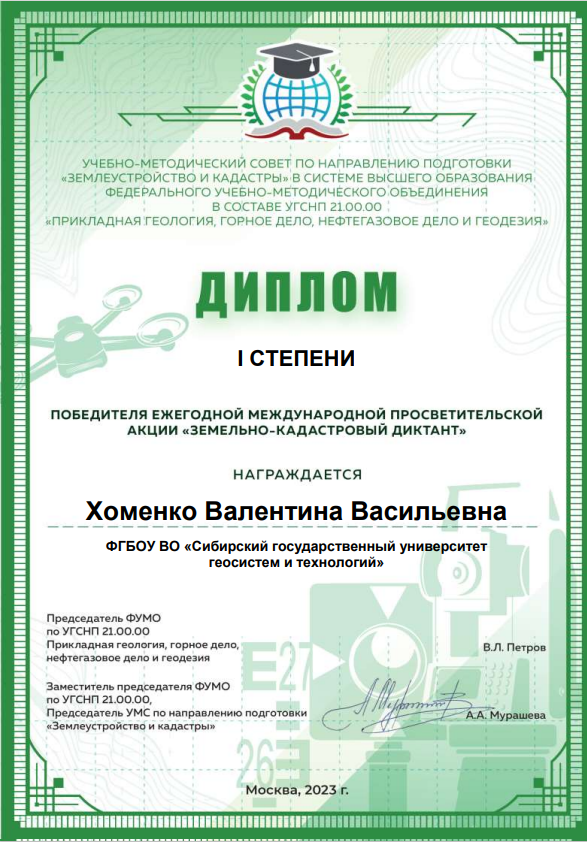 УЧЕБНО-МЕТОДИЧЕСКИЙ СОВЕТ ПО НАПРАВЛЕНИЮ ПОДГОТОВКИ
«ЗЕМЛЕУСТРОЙСТВО И КАДАСТРЫ» В СИСТЕМЕ ВЫСШЕГО ОБРАЗОВАНИЯ
ФЕДЕРАЛЬНОГО УЧЕБНО-МЕТОДИЧЕСКОГО ОБЪЕДИНЕНИЯ
В СОСТАВЕ УГСНП 21.00.00
«ПРИКЛАДНАЯ ГЕОЛОГИЯ, ГОРНОЕ ДЕЛО, НЕФТЕГАЗОВОЕ ДЕЛО И ГЕОДЕЗИЯ»
ДИПЛОМ
I СТЕПЕНИ
ПОБЕДИТЕЛЯ ЕЖЕГОДНОЙ МЕЖДУНАРОДНОЙ ПРОСВЕТИТЕЛЬСКОЙ
АКЦИИ «ЗЕМЕЛЬНО-КАДАСТРОВЫЙ ДИКТАНТ»
НАГРАЖДАЕТСЯ
Хоменко Валентина Васильевна
ФГБОУ ВО «Сибирский государственный университет
геосистем и технологий»
Председатель ФУМО
по УГСНП 21.00.00
Прикладная геология, горное дело,
нефтегазовое дело и геодезия
В.Л. Петров
Заместитель председателя ФУМО
по УГСНП 21.00.00,
Председатель УМС по направлению подготовки
«Землеустройство и кадастры»
А.А. Мурашева
27
26
Москва, 2023 г.